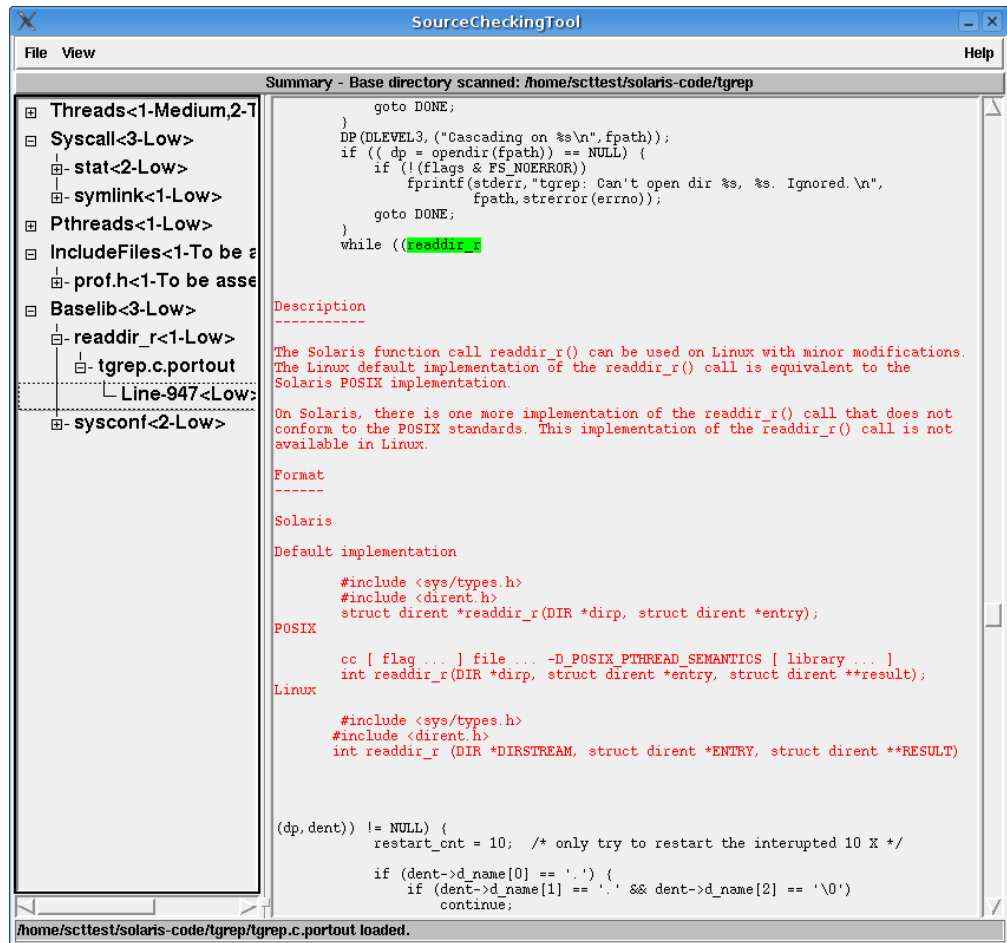 SourceCheckingTool
File View Help
Summary - Base directory scanned: /home/scttest/solaris-code/tgrep
Threads<1-Medium,2-T
Syscall<3-Low>
stat<2-Low>
symlink<1-Low>
Pthreads<1-Low>
IncludeFiles<1-To be a
prof.h<1-To be asse
Baselib<3-Low>
readdir_r<1-Low>
tgrep.c.portout
Line-947<Low>
sysconf<2-Low>
goto DONE;
}
DP(DLEVEL3,("Cascading on %s\n",fpath));
if (( dp = opendir(fpath)) == NULL) {
if (!(flags & FS_NOERROR))
fprintf(stderr,"tgrep: Can't open dir %s, %s. Ignored.\n",
fpath,strerror(errno));
goto DONE;
}
while ((readdir_r
Description
-----------
The Solaris function call readdir_r() can be used on Linux with minor modifications.
The Linux default implementation of the readdir_r() call is equivalent to the
Solaris POSIX implementation.
On Solaris, there is one more implementation of the readdir_r() call that does not
conform to the POSIX standards. This implementation of the readdir_r() call is not
available in Linux.
Format
------
Solaris
Default implementation
#include <sys/types.h>
#include <dirent.h>
struct dirent *readdir_r(DIR *dirp, struct dirent *entry);
POSIX
cc [ flag ... ] file ... -D_POSIX_PTHREAD_SEMANTICS [ library ... ]
int readdir_r(DIR *dirp, struct dirent *entry, struct dirent **result);
Linux
#include <sys/types.h>
#include <dirent.h>
int readdir_r (DIR *DIRSTREAM, struct dirent *ENTRY, struct dirent **RESULT)
(dp,dent)) != NULL) {
restart_cnt = 10; /* only try to restart the interupted 10 X */
if (dent->d_name[0] == '.') {
if (dent->d_name[1] == '.' && dent->d_name[2] == '\0')
continue;
/home/scttest/solaris-code/tgrep/tgrep.c.portout loaded.